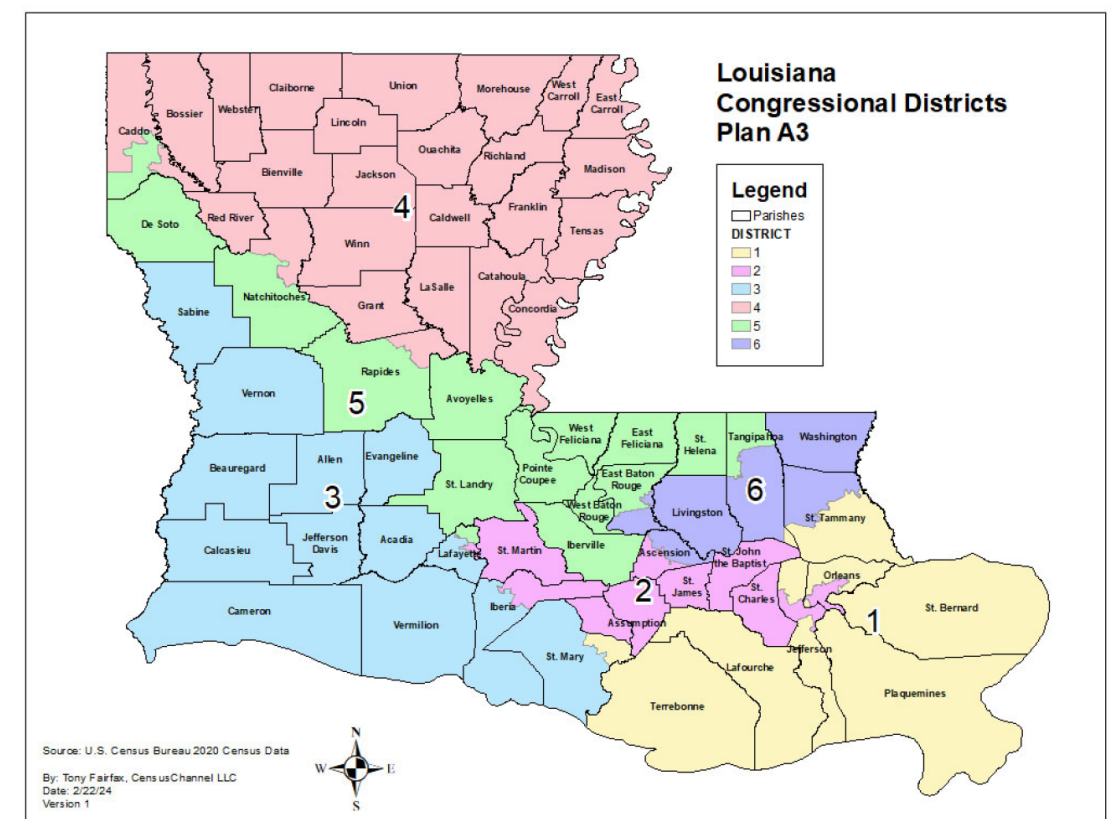 Louisiana
Congressional Districts
Plan A3
Legend
Parishes
DISTRICT
1
2
3
4
5
6
Claiborne
Union
Morehouse
West
Carroll
East
Carroll
Bossier
Webster
Caddo
Lincoln
Ouachita
Richland
Madison
Bienville
Jackson
4
Franklin
Caldwell
Red River
De Soto
Winn
Tensas
Catahoula
LaSalle
Natchitoches
Grant
Concordia
Sabine
Rapides
Vernon
5
Avoyelles
West
Feliciana
East
Feliciana
St.
Helena
Tangipahoa
Washington
Beauregard
Allen
Evangeline
Pointe
Coupee
East Baton
Rouge
St. Landry
3
6
West Baton
Rouge
Livingston
St. Tammany
Calcasieu
Jefferson
Davis
Acadia
Lafayette
St. Martin
Iberville
Ascension
St. John
the Baptist
Orleans
St.
James
St.
Charles
2
Cameron
Vermilion
Iberia
Assumption
St. Bernard
1
St. Mary
Jefferson
Lafourche
Plaquemines
Terrebonne
N
W
E
S
Source: U.S. Census Bureau 2020 Census Data
By: Tony Fairfax, CensusChannel LLC
Date: 2/22/24
Version 1